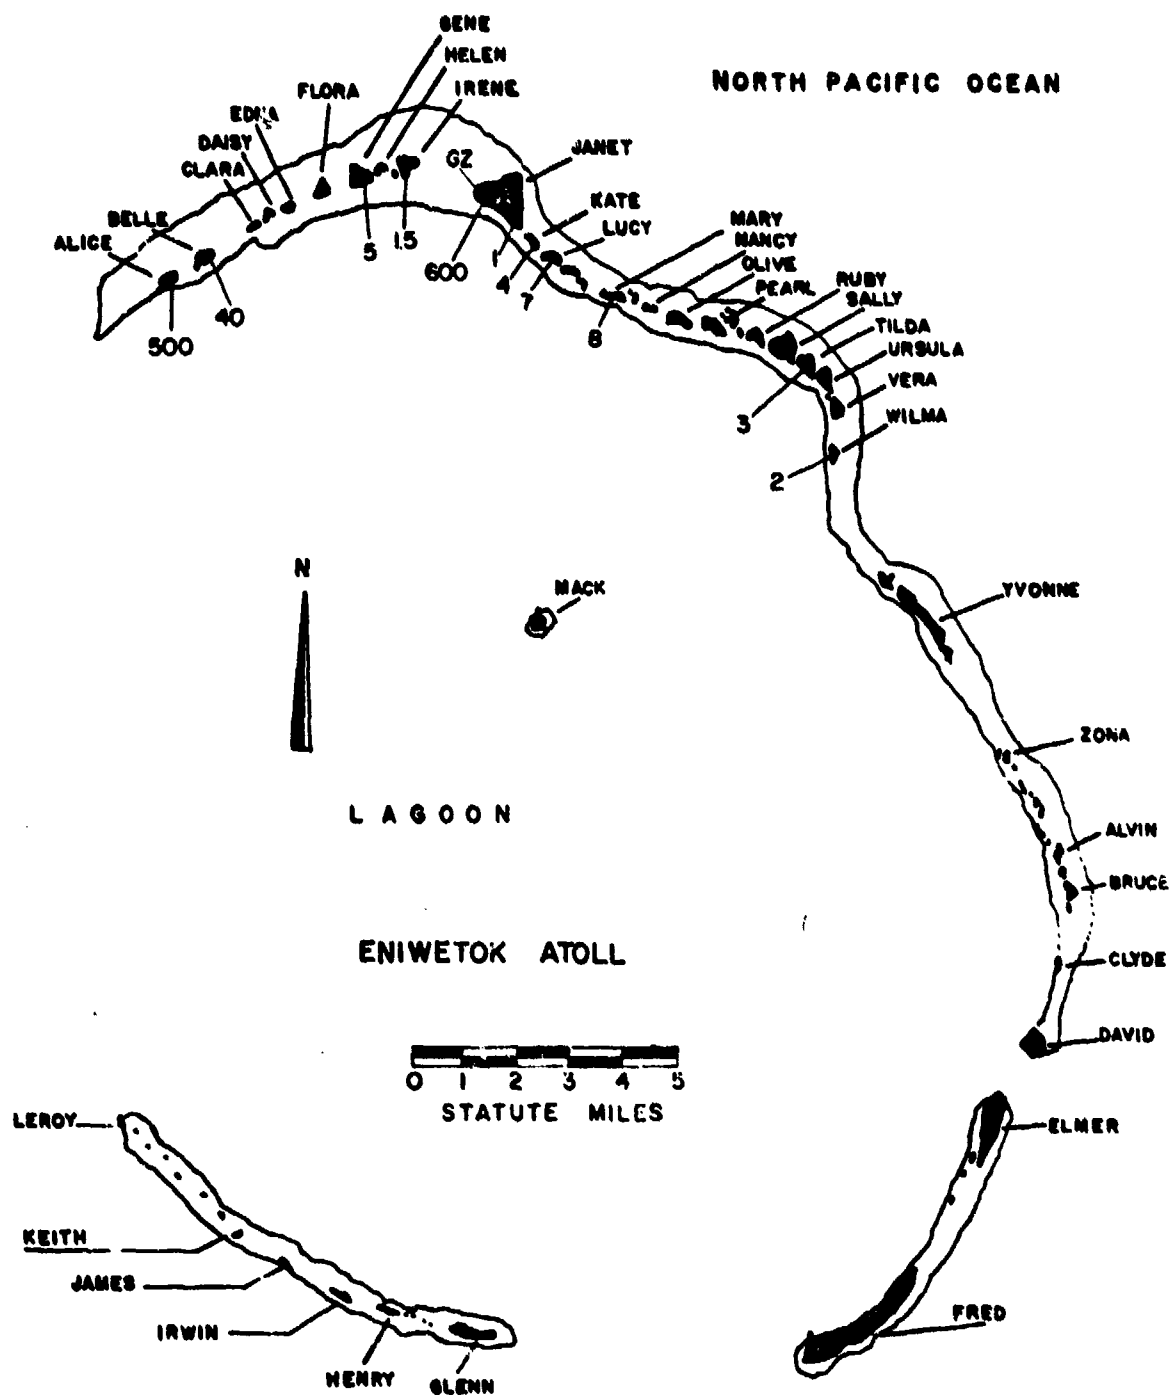 GENE
HELEN
IRENE
FLORA
EDNA
DAISY
CLARA
BELLE
ALICE
NORTH PACIFIC OCEAN
GZ
JANET
KATE
LUCY
MARY
NANCY
OLIVE
PEARL
RUBY
SALLY
TILDA
URSULA
VERA
WILMA
500
40
5
1.5
600
1
4
7
8
3
2
N
MACK
YVONNE
ZONA
LAGOON
ALVIN
BRUCE
ENIWETOK ATOLL
CLYDE
DAVID
0 1 2 3 4 5
STATUTE MILES
LEROY
ELMER
KEITH
JAMES
IRWIN
HENRY
GLENN
FRED